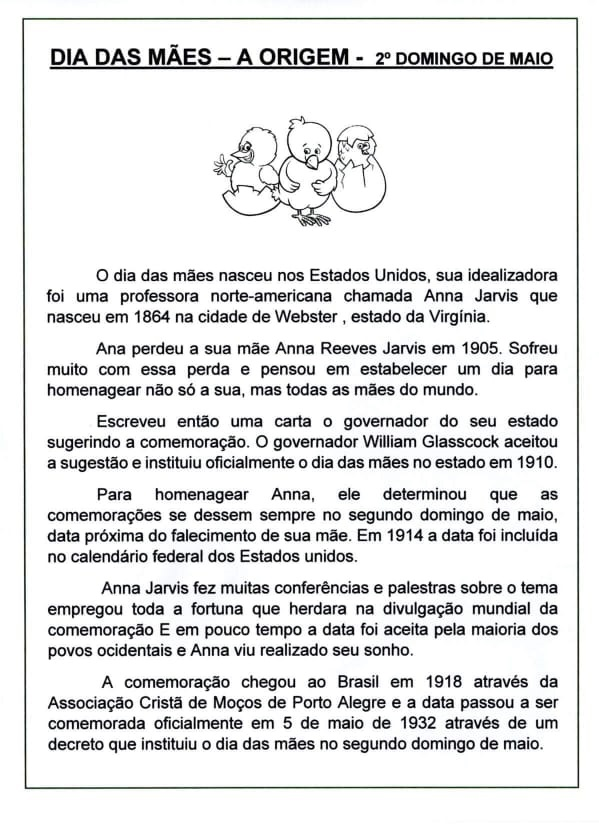 DIA DAS MÃES – A ORIGEM - 2º DOMINGO DE MAIO
O dia das mães nasceu nos Estados Unidos, sua idealizadora
foi uma professora norte-americana chamada Anna Jarvis que
nasceu em 1864 na cidade de Webster , estado da Virgínia.
Ana perdeu a sua mãe Anna Reeves Jarvis em 1905. Sofreu
muito com essa perda e pensou em estabelecer um dia para
homenagear não só a sua, mas todas as mães do mundo.
Escreveu então uma carta o governador do seu estado
sugerindo a comemoração. O governador William Glasscock aceitou
a sugestão e instituiu oficialmente o dia das mães no estado em 1910.
Para homenagear Anna, ele determinou que as
comemorações se dessem sempre no segundo domingo de maio,
data próxima do falecimento de sua mãe. Em 1914 a data foi incluída
no calendário federal dos Estados unidos.
Anna Jarvis fez muitas conferências e palestras sobre o tema
empregou toda a fortuna que herdara na divulgação mundial da
comemoração E em pouco tempo a data foi aceita pela maioria dos
povos ocidentais e Anna viu realizado seu sonho.
A comemoração chegou ao Brasil em 1918 através da
Associação Cristã de Moços de Porto Alegre e a data passou a ser
comemorada oficialmente em 5 de maio de 1932 através de um
decreto que instituiu o dia das mães no segundo domingo de maio.